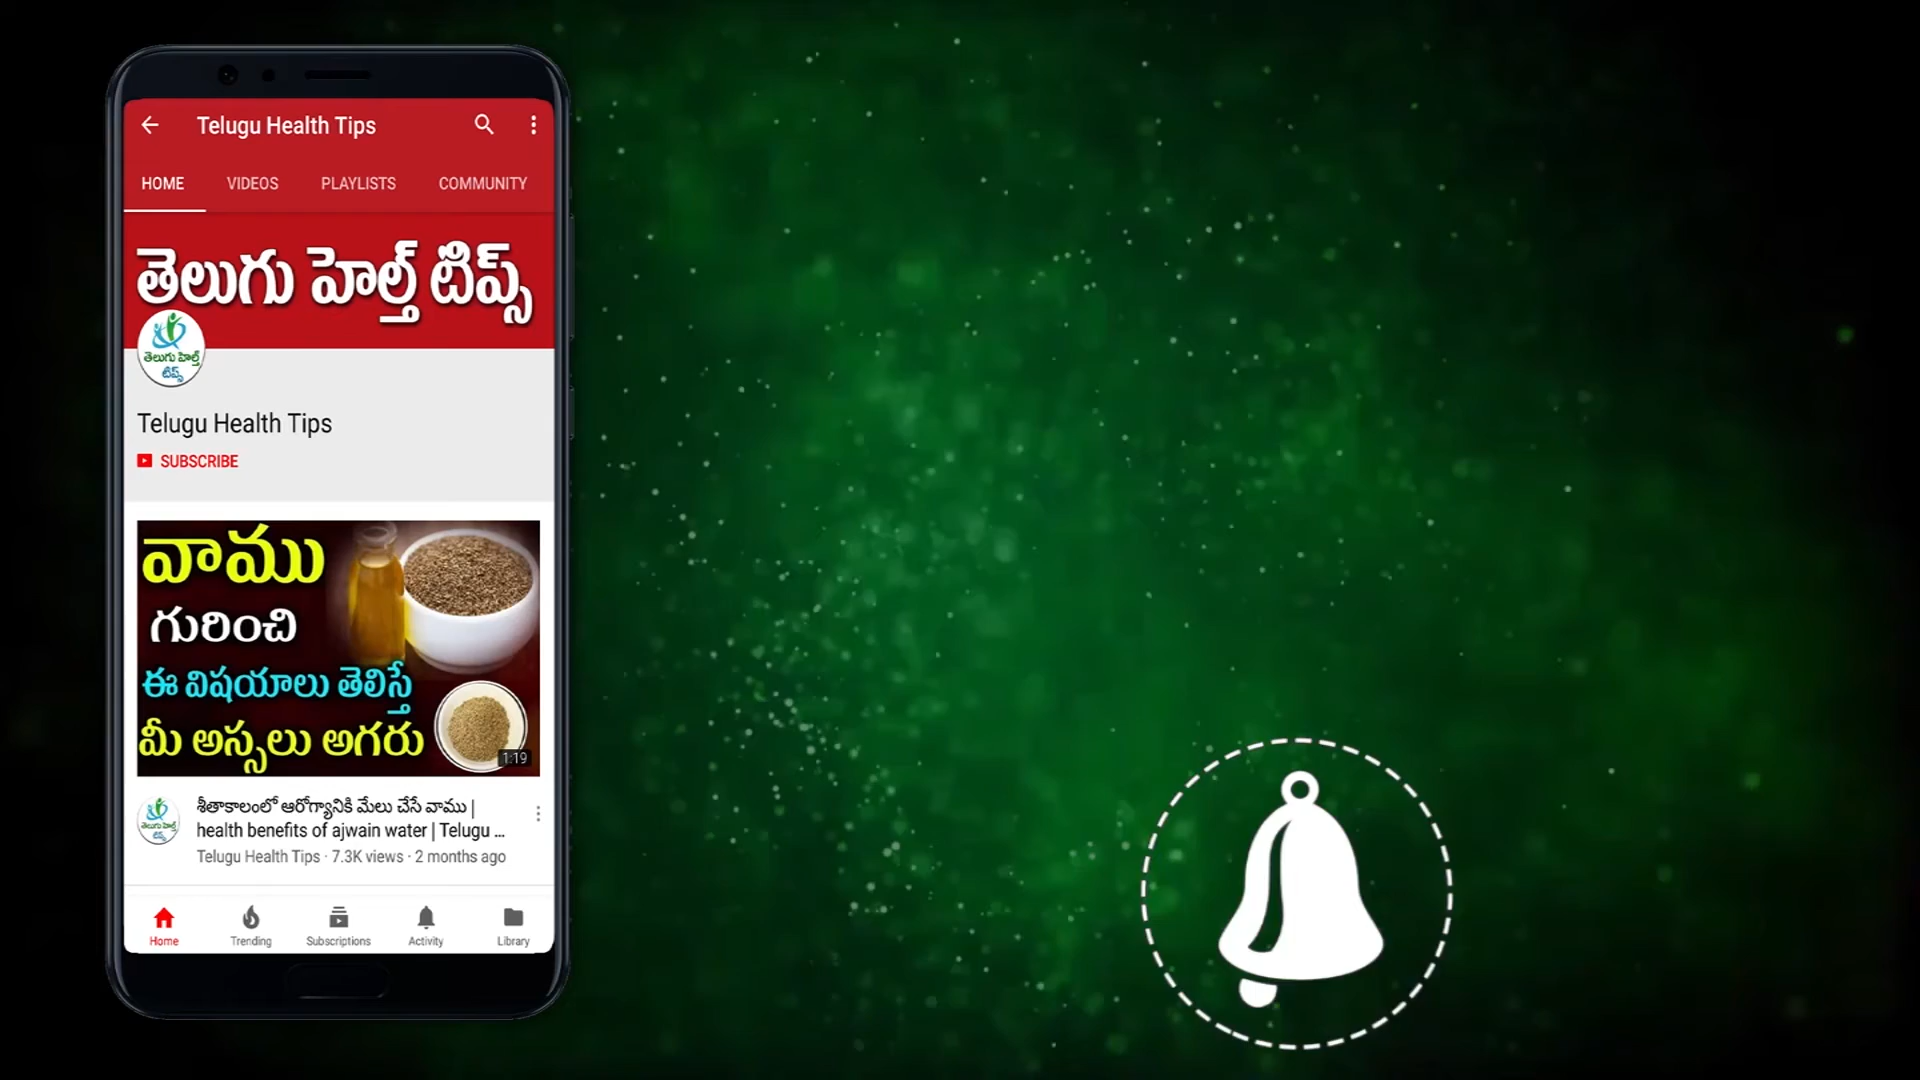 Telugu Health Tips
HOME VIDEOS PLAYLISTS COMMUNITY
తెలుగు హెల్త్ టిప్స్
తెలుగు హెల్త్
టిప్స్
Telugu Health Tips
SUBSCRIBE
వాము
గురించి
ఈ విషయాలు తెలిస్తే
మీ అస్సలు ఆగరు
1:19
శీతాకాలంలో ఆరోగ్యానికి మేలు చేసే వాము |
health benefits of ajwain water | Telugu ...
తెలుగు హెల్త్
టిప్స్
Telugu Health Tips · 7.3K views · 2 months ago
Home Trending Subscriptions Activity Library